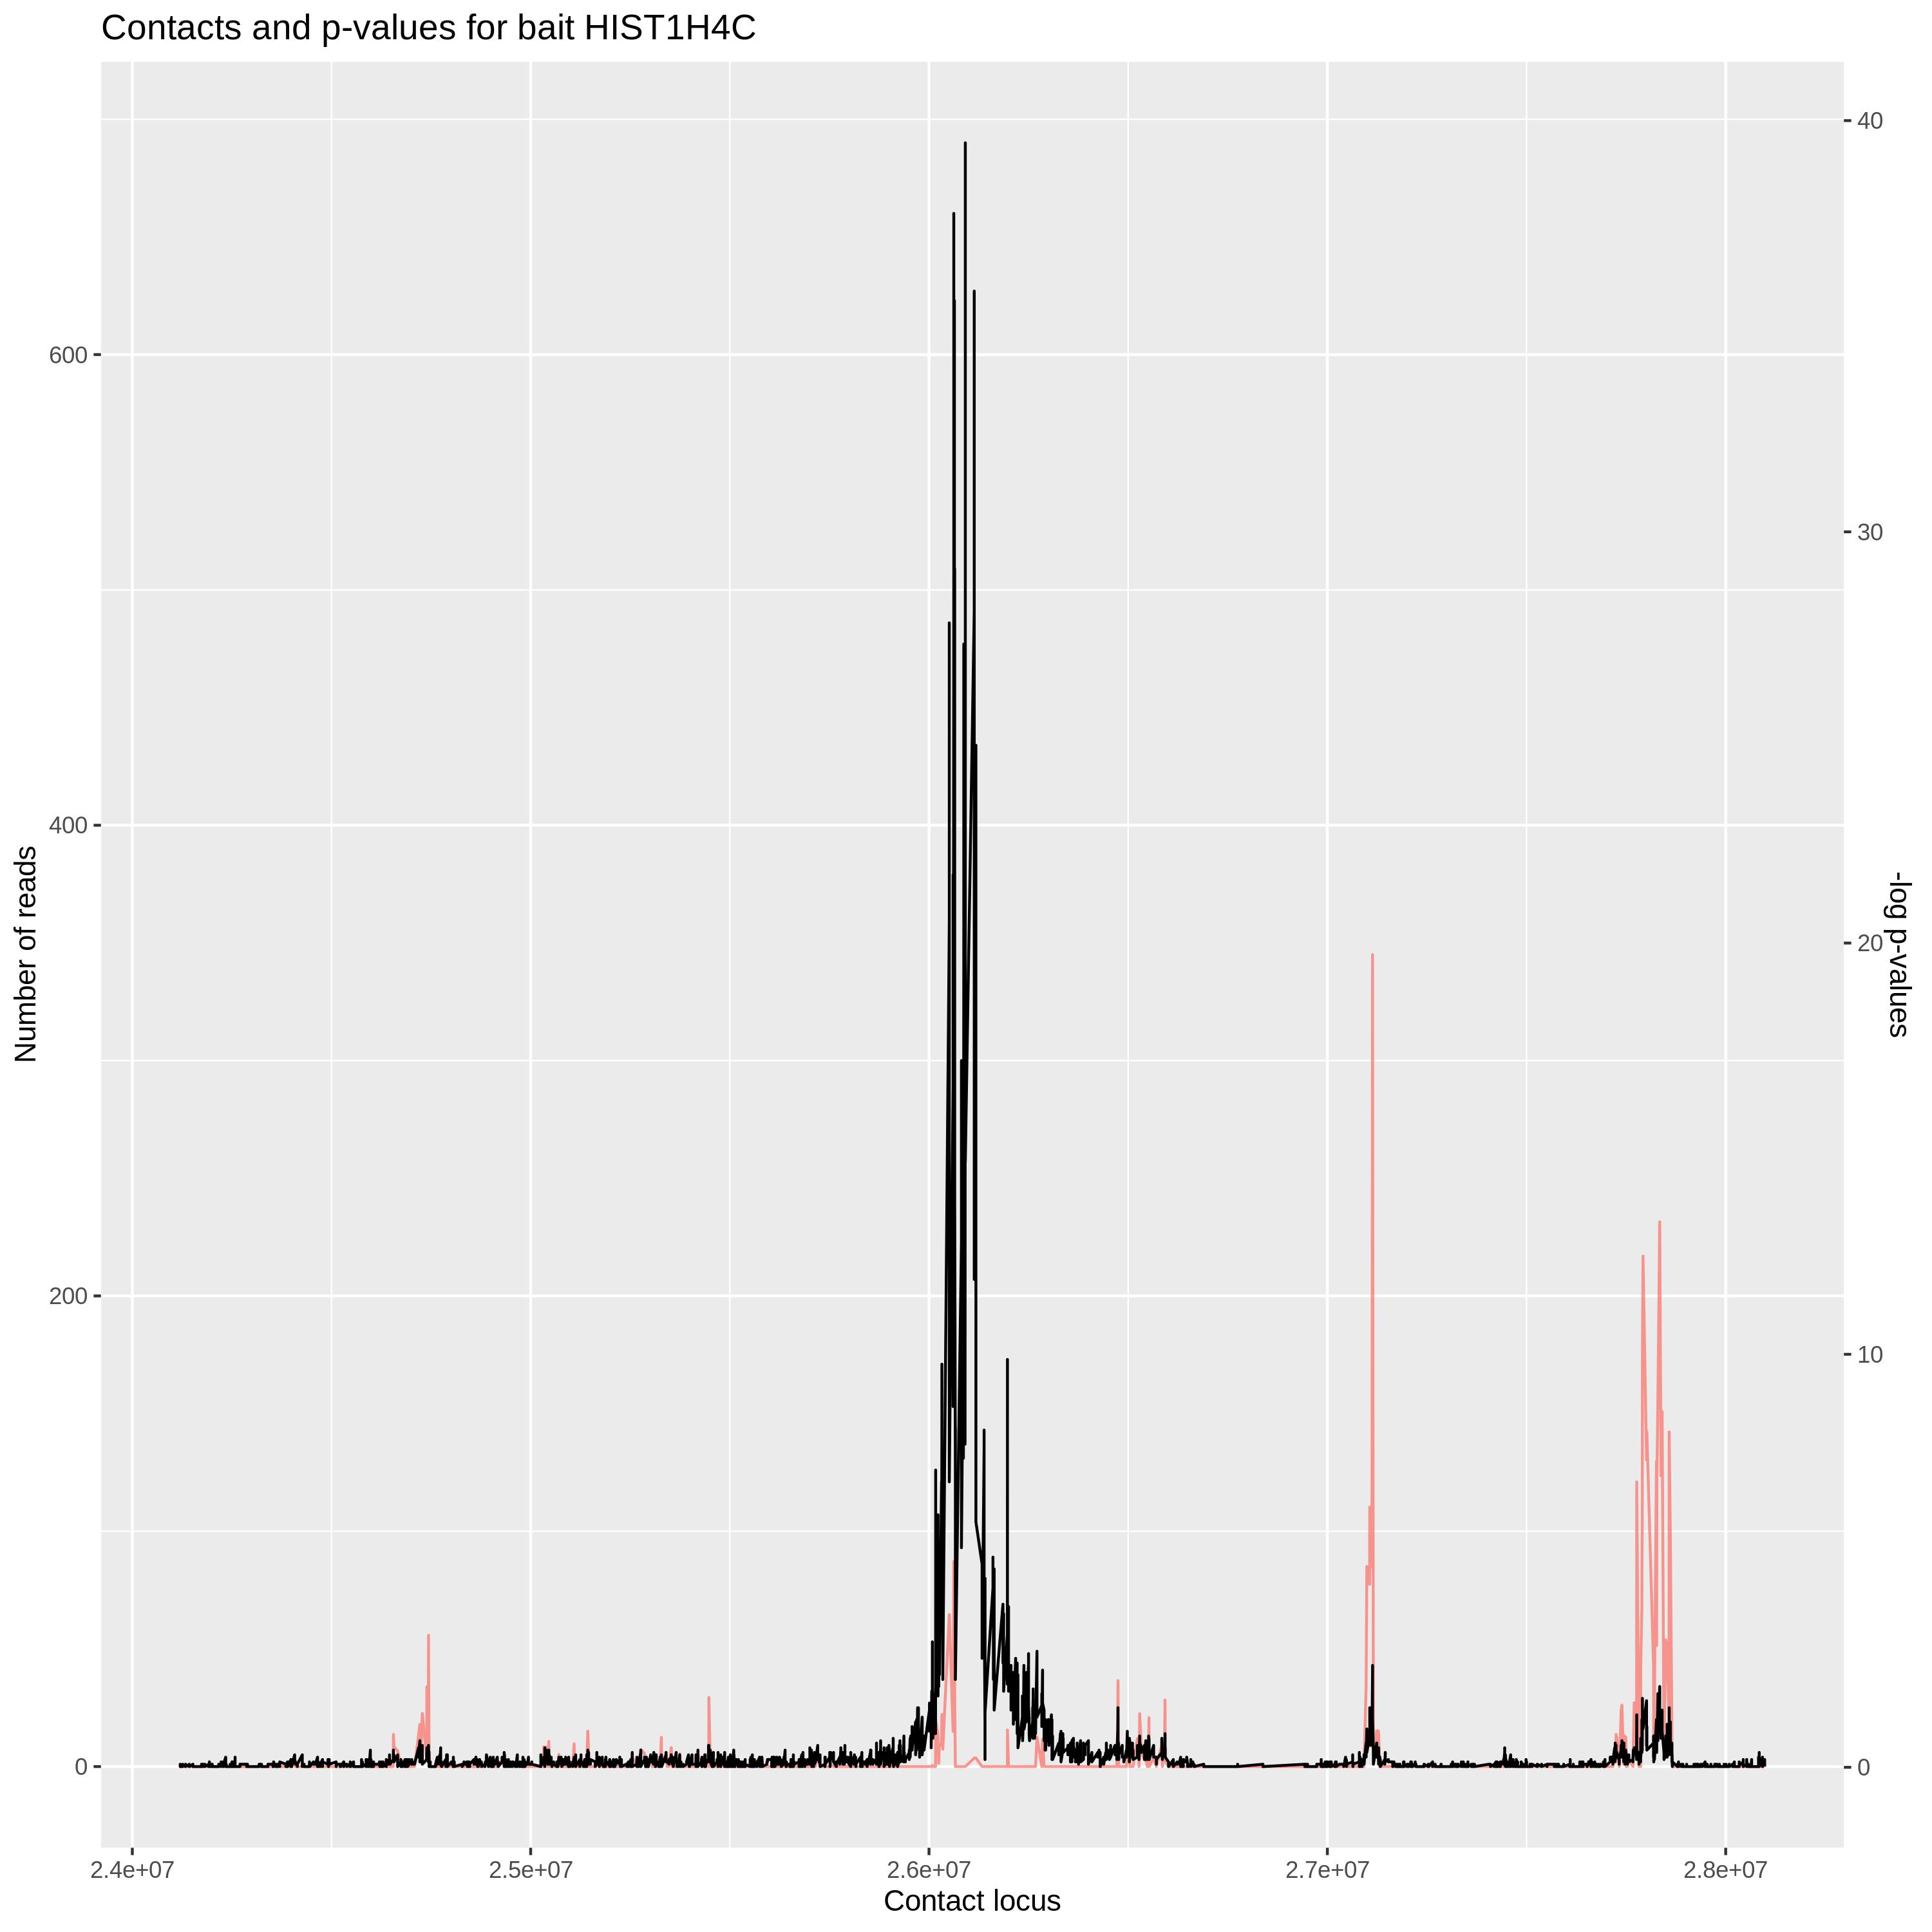 Contacts and p-values for bait HIST1H4C
40
600
30
400
Number of reads
-log p-values
20
200
10
0
0
2.4e+07 2.5e+07 2.6e+07 2.7e+07 2.8e+07
Contact locus